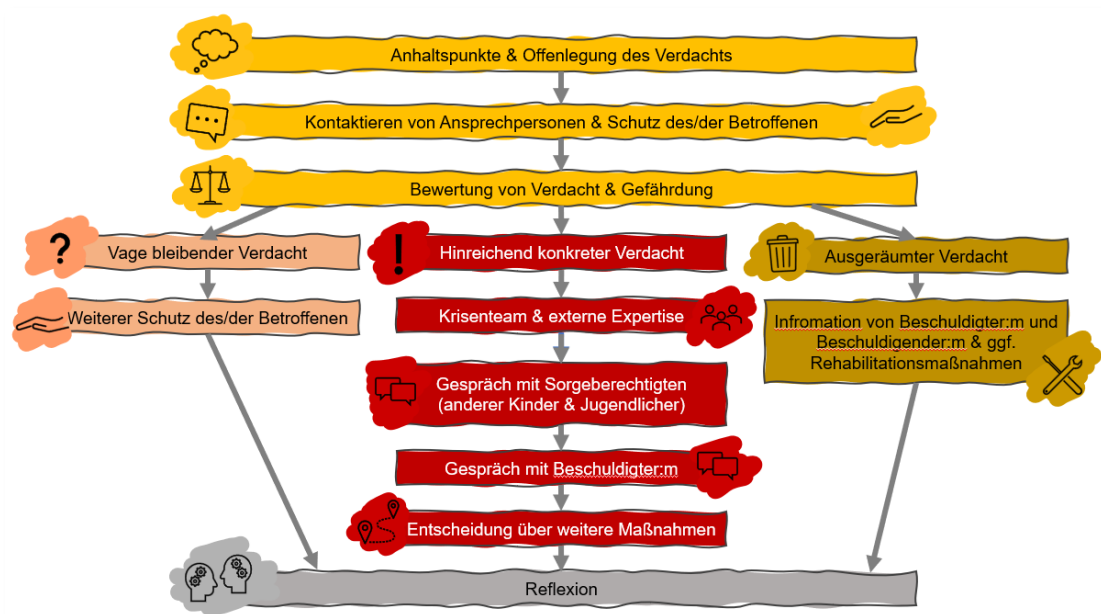 Anhaltspunkte & Offenlegung des Verdachts
Kontaktieren von Ansprechpersonen & Schutz des/der Betroffenen
Bewertung von Verdacht & Gefährdung
?
Vage bleibender Verdacht
Weiterer Schutz des/der Betroffenen
!
Hinreichend konkreter Verdacht
Krisenteam & externe Expertise
Gespräch mit Sorgeberechtigten
(anderer Kinder & Jugendlicher)
Gespräch mit Beschuldigter:m
Entscheidung über weitere Maßnahmen
Ausgeräumter Verdacht
Infromation von Beschuldigter:m und
Beschuldigender:m & ggf.
Rehabilitationsmaßnahmen
Reflexion